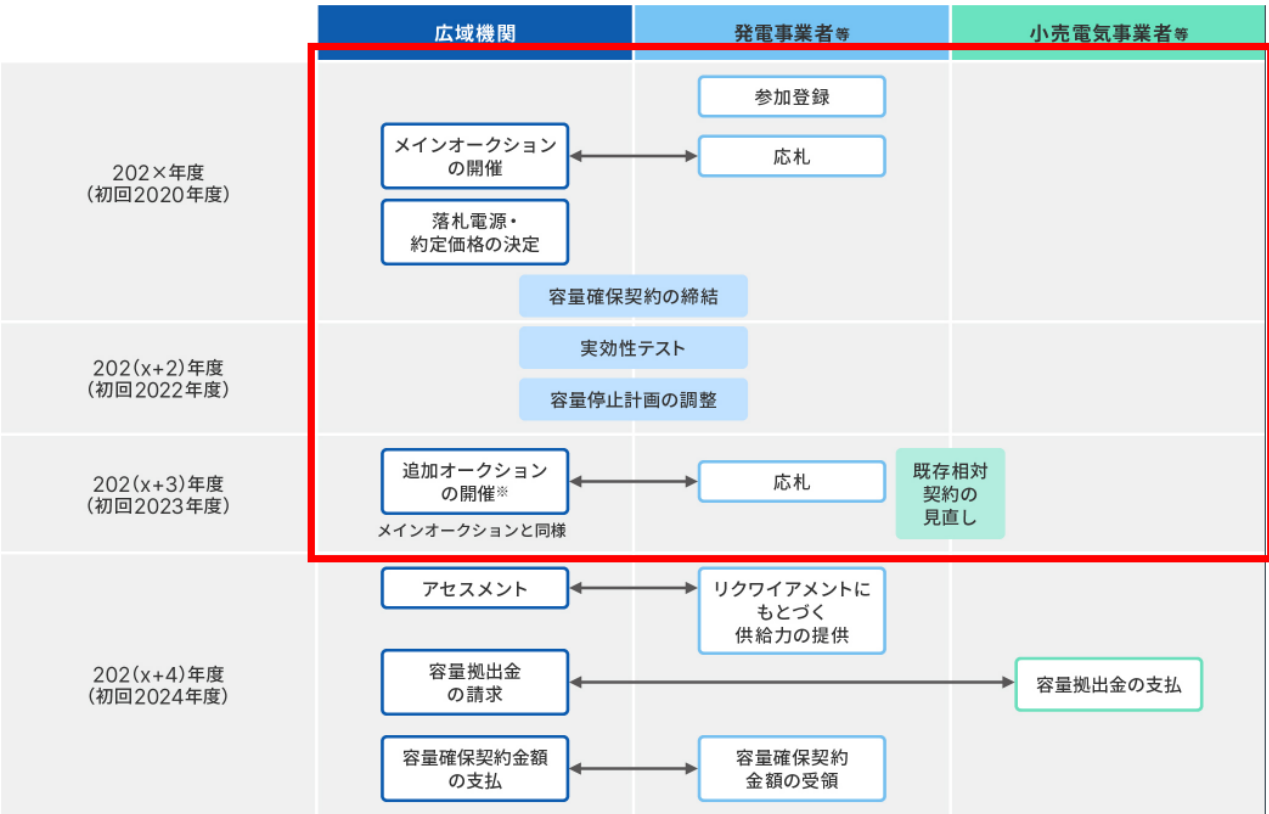 広域機関
発電事業者等
小売電気事業者等
202×年度
(初回2020年度)
参加登録
メインオークション
の開催
応札
落札電源・
約定価格の決定
容量確保契約の締結
202(x+2)年度
(初回2022年度)
実効性テスト
容量停止計画の調整
202(x+3)年度
(初回2023年度)
追加オークション
の開催※
メインオークションと同様
応札
既存相対
契約の
見直し
202(x+4)年度
(初回2024年度)
アセスメント
リクワイアメントに
もとづく
供給力の提供
容量拠出金
の請求
容量拠出金の支払
容量確保契約金額
の支払
容量確保契約
金額の受領